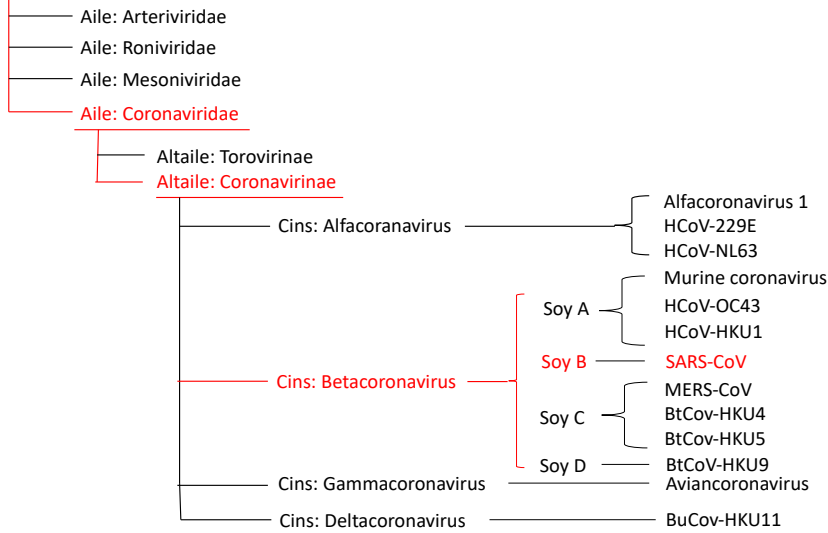 Aile: Arteriviridae
Aile: Roniviridae
Aile: Mesoniviridae
Aile: Coronaviridae
Altaile: Torovirinae
Altaile: Coronavirinae
Cins: Alfacoranavirus
Alfacoronavirus 1
HCoV-229E
HCoV-NL63
Cins: Betacoronavirus
Soy A
Murine coronavirus
HCoV-OC43
HCoV-HKU1
Soy B
SARS-CoV
Soy C
MERS-CoV
BtCov-HKU4
BtCov-HKU5
Soy D
BtCoV-HKU9
Cins: Gammacoronavirus
Aviancoronavirus
Cins: Deltacoronavirus
BuCov-HKU11